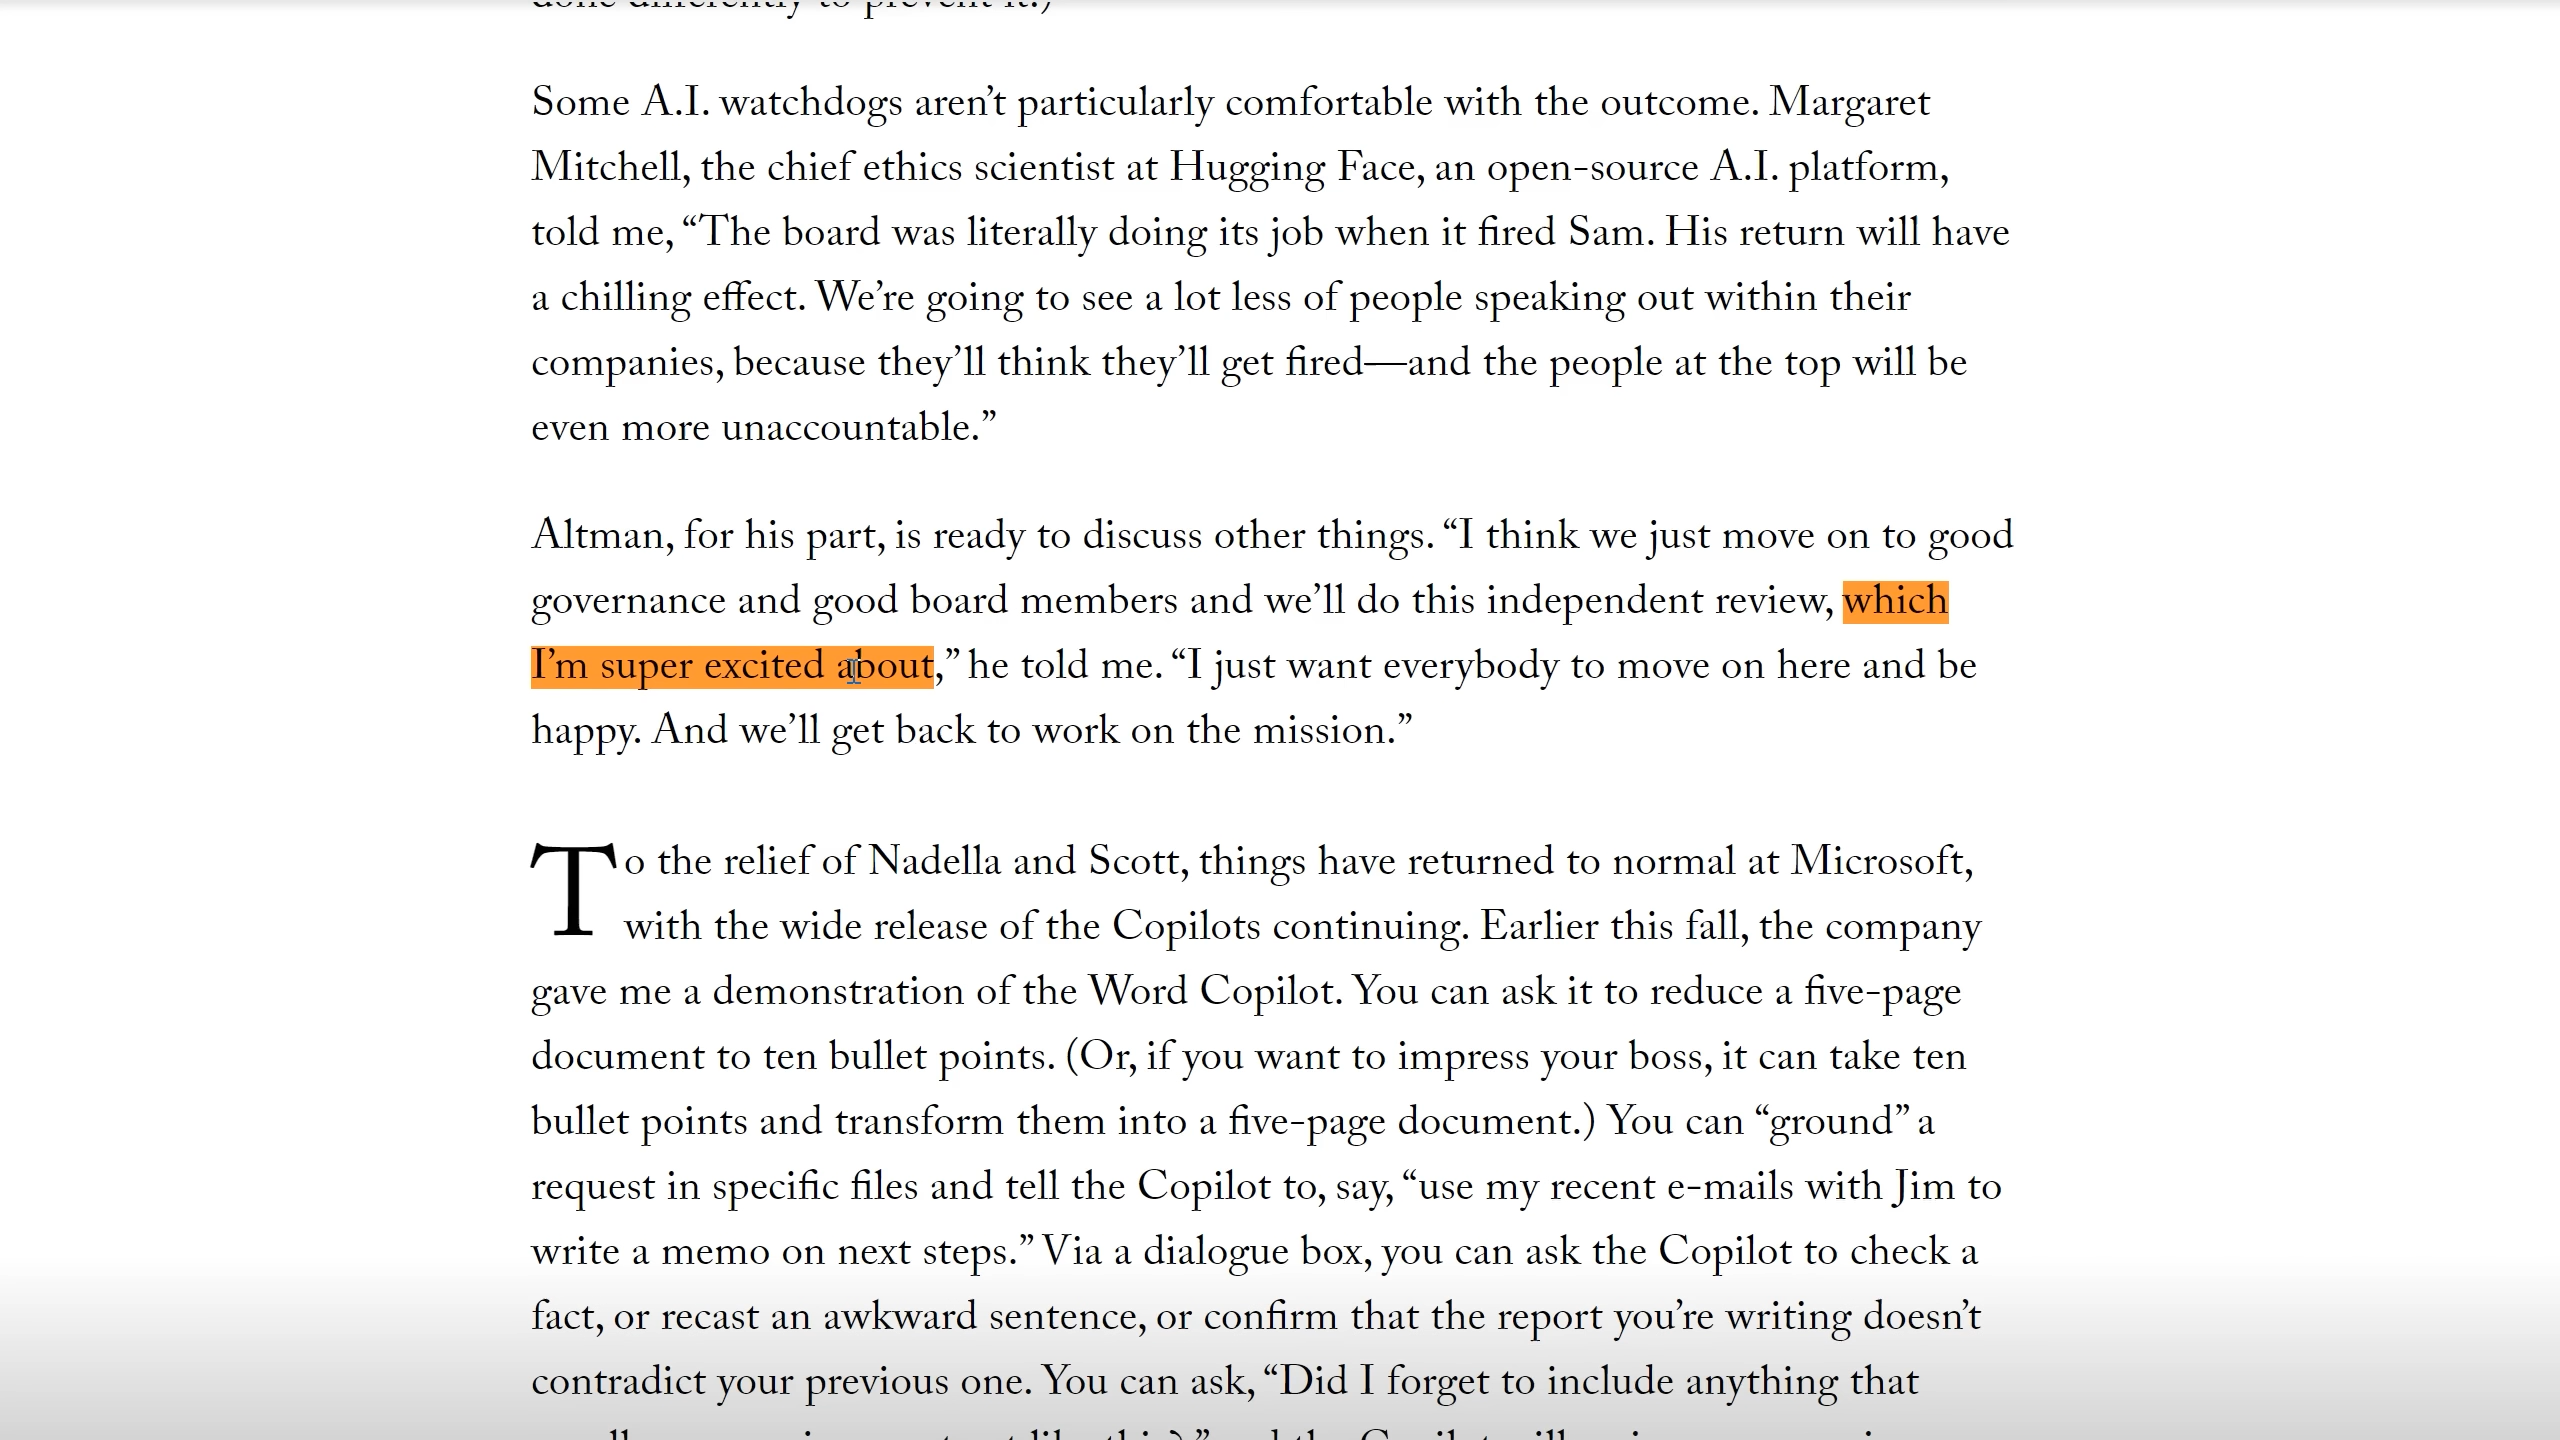 done differently to prevent it.)
Some A.I. watchdogs aren’t particularly comfortable with the outcome. Margaret
Mitchell, the chief ethics scientist at Hugging Face, an open-source A.I. platform,
told me, “The board was literally doing its job when it fired Sam. His return will have
a chilling effect. We’re going to see a lot less of people speaking out within their
companies, because they’ll think they’ll get fired—and the people at the top will be
even more unaccountable.”
Altman, for his part, is ready to discuss other things. “I think we just move on to good
governance and good board members and we’ll do this independent review, which
I’m super excited about,” he told me. “I just want everybody to move on here and be
happy. And we’ll get back to work on the mission.”
To the relief of Nadella and Scott, things have returned to normal at Microsoft,
with the wide release of the Copilots continuing. Earlier this fall, the company
gave me a demonstration of the Word Copilot. You can ask it to reduce a five-page
document to ten bullet points. (Or, if you want to impress your boss, it can take ten
bullet points and transform them into a five-page document.) You can “ground” a
request in specific files and tell the Copilot to, say, “use my recent e-mails with Jim to
write a memo on next steps.” Via a dialogue box, you can ask the Copilot to check a
fact, or recast an awkward sentence, or confirm that the report you’re writing doesn’t
contradict your previous one. You can ask, “Did I forget to include anything that